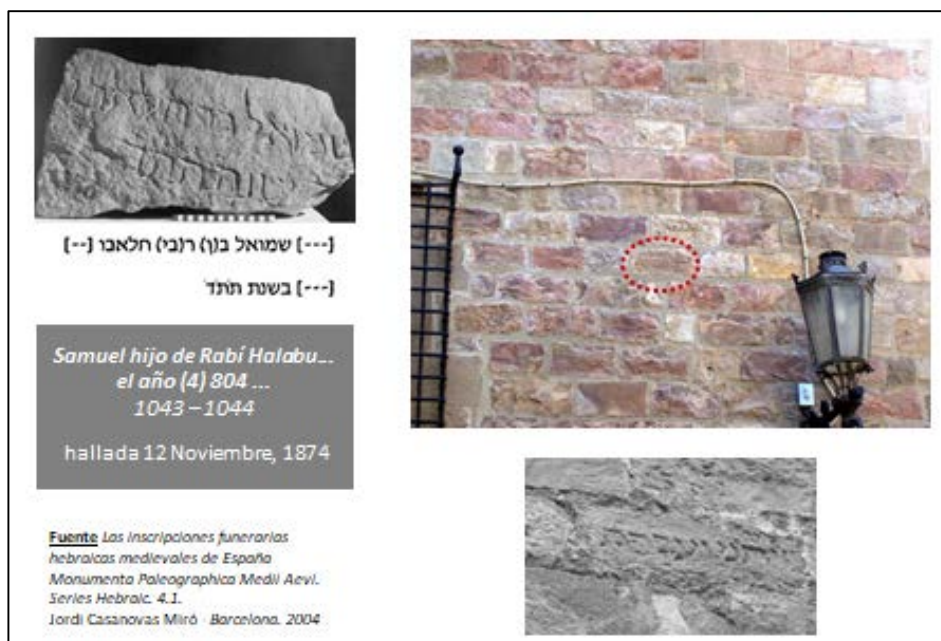 [---] שמואל ב(ן) ר(בי) חלאבו [--]
[---] בשנת תתד
Samuel hijo de Rabí Halabu...
el año (4) 804 ...
1043 – 1044
hallada 12 Noviembre, 1874
Fuente Las inscripciones funerarias
hebraicas medievales de España
Monumenta Paleographica Medii Aevi.
Series Hebraic. 4.1.
Jordi Casanovas Miró - Barcelona. 2004